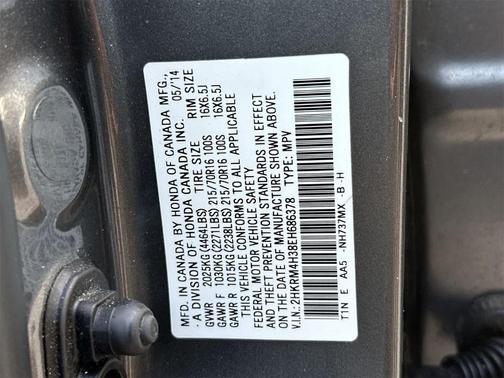 MFD. IN CANADA BY HONDA OF CANADA MFG.,
- A DIVISION OF HONDA CANADA INC. 05/14
GVWR 2025KG(4464LBS) TIRE SIZE RIM SIZE
GAWR F 1030KG(2271LBS) 215/70R16 100S 16X6.5J
GAWR R 1015KG(2238LBS) 215/70R16 100S 16X6.5J
THIS VEHICLE CONFORMS TO ALL APPLICABLE
FEDERAL MOTOR VEHICLE SAFETY
AND THEFT PREVENTION STANDARDS IN EFFECT
ON THE DATE OF MANUFACTURE SHOWN ABOVE.
V.I.N.: 2HKRM4H38EH686378 TYPE: MPV
T1N E AA5 -NH737MX -B -H